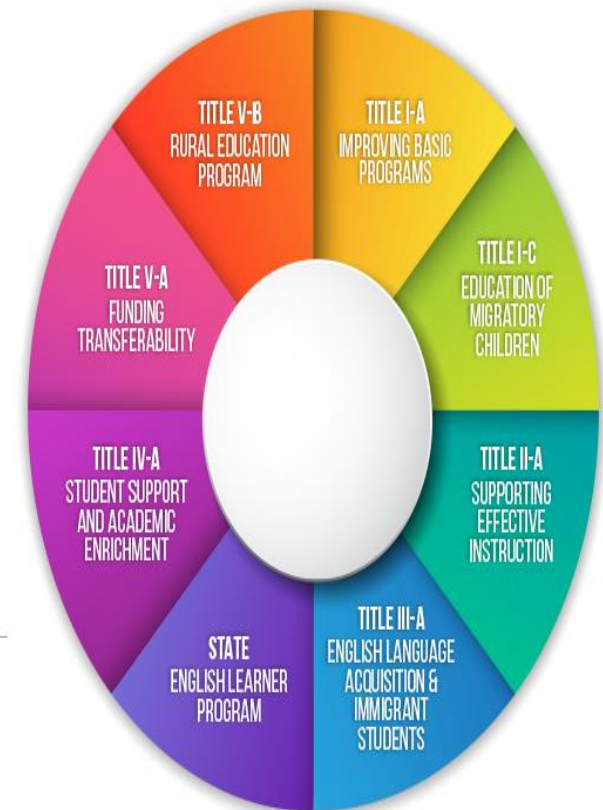 TITLE I-A
IMPROVING BASIC
PROGRAMS
TITLE I-C
EDUCATION OF
MIGRATORY
CHILDREN
TITLE II-A
SUPPORTING
EFFECTIVE
INSTRUCTION
TITLE III-A
ENGLISH LANGUAGE
ACQUISITION &
IMMIGRANT
STUDENTS
STATE
ENGLISH LEARNER
PROGRAM
TITLE IV-A
STUDENT SUPPORT
AND ACADEMIC
ENRICHMENT
TITLE V-A
FUNDING
TRANSFERABILITY
TITLE V-B
RURAL EDUCATION
PROGRAM